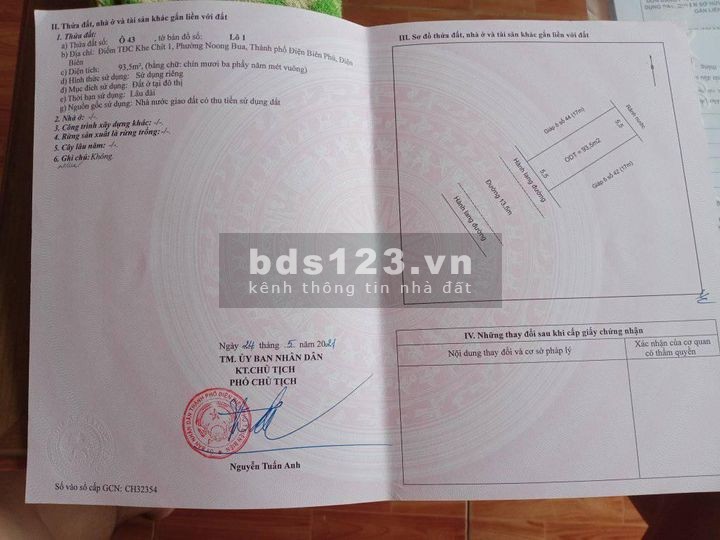 II. Thửa đất, nhà ở và tài sản khác gắn liền với đất
1. Thửa đất:
a) Thửa đất số: Ô 43 , tờ bản đồ số: Lô 1
b) Địa chỉ: Điểm TĐC Khe Chít 1, Phường Noong Bua, Thành phố Điện Biên Phủ, Điện
Biên
c) Diện tích: 93,5m², (bằng chữ: chín mươi ba phẩy năm mét vuông)
d) Hình thức sử dụng: Sử dụng riêng
đ) Mục đích sử dụng: Đất ở tại đô thị
e) Thời hạn sử dụng: Lâu dài
g) Nguồn gốc sử dụng: Nhà nước giao đất có thu tiền sử dụng đất
2. Nhà ở: -/-
3. Công trình xây dựng khác: -/-
4. Rừng sản xuất là rừng trồng: -/-
5. Cây lâu năm: -/-
6. Ghi chú: Không.
Ngày 24 tháng 5 năm 2021
TM. ỦY BAN NHÂN DÂN
KT.CHỦ TỊCH
PHÓ CHỦ TỊCH
Nguyễn Tuấn Anh
Số vào sổ cấp GCN: CH32354
III. Sơ đồ thửa đất, nhà ở và tài sản khác gắn liền với đất
Giáp ô số 44 (17m)
Rãnh nước
5,5
ODT = 93,5m2
5,5
Giáp ô số 42 (17m)
Hành lang đường
Đường 13,5m
Hành lang đường
bds123.vn
kênh thông tin nhà đất
IV. Những thay đổi sau khi cấp giấy chứng nhận
Nội dung thay đổi và cơ sở pháp lý
Xác nhận của cơ quan
có thẩm quyền